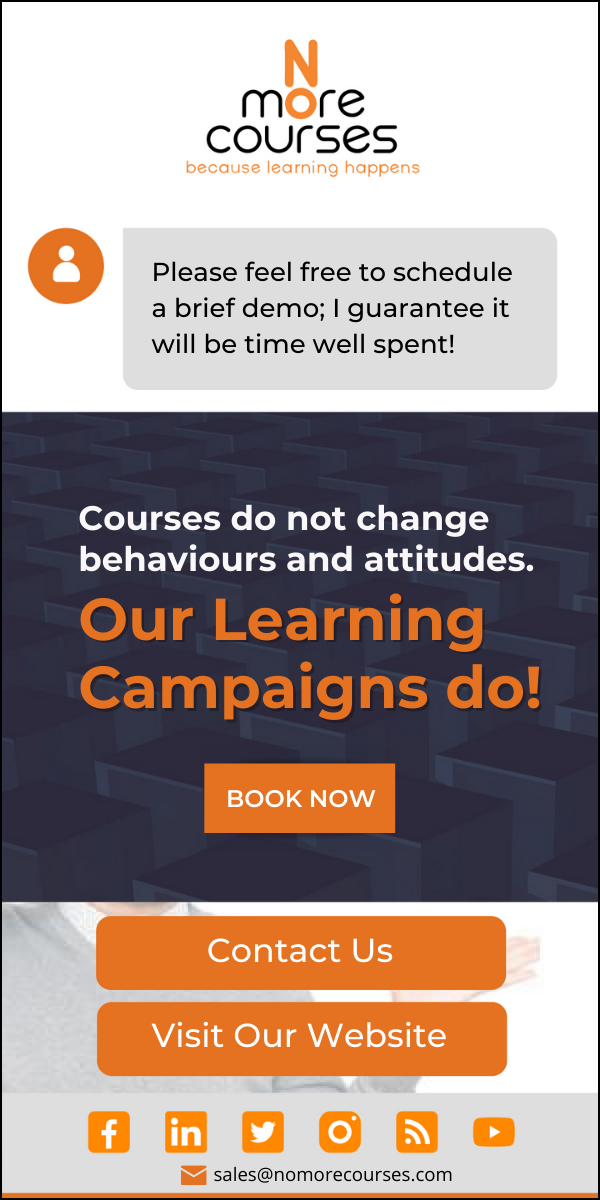 No
more
courses
because learning happens
Please feel free to schedule
a brief demo; I guarantee it
will be time well spent!
Courses do not change
behaviours and attitudes.
Our Learning
Campaigns do!
BOOK NOW
Contact Us
Visit Our Website
sales@nomorecourses.com